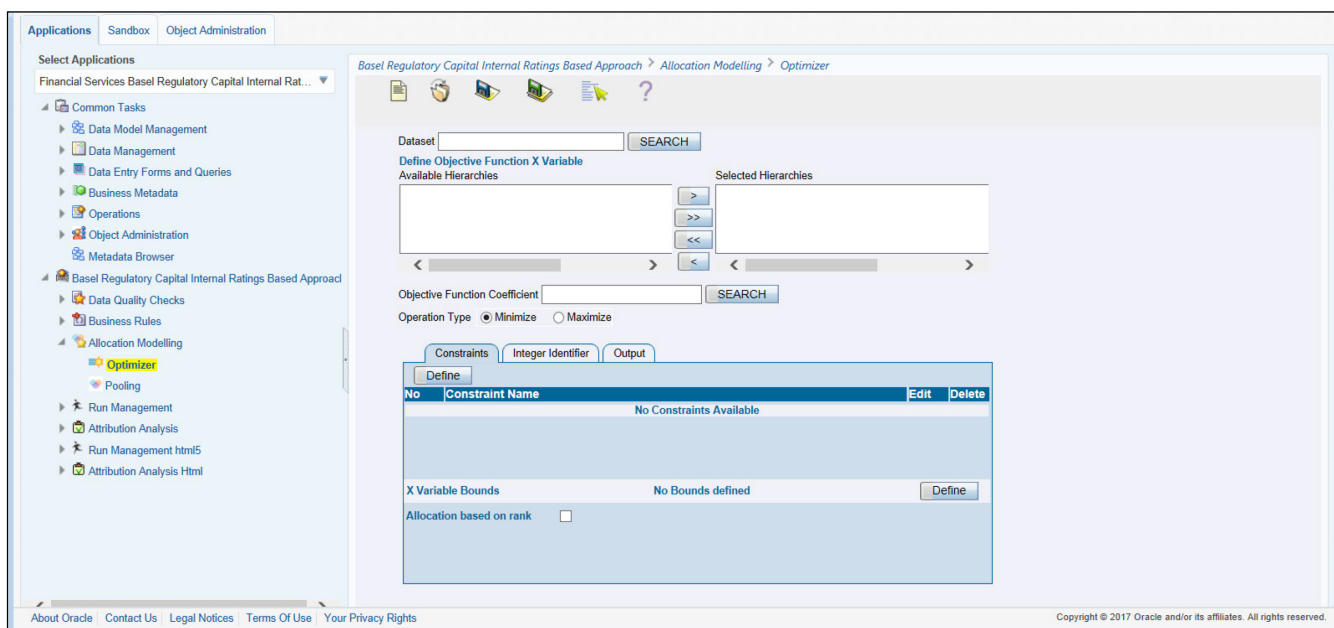 Applications
Sandbox
Object Administration
Select Applications
Financial Services Basel Regulatory Capital Internal Rat...
Common Tasks
Data Model Management
Data Management
Data Entry Forms and Queries
Business Metadata
Operations
Object Administration
Metadata Browser
Basel Regulatory Capital Internal Ratings Based Approacl
Data Quality Checks
Business Rules
Allocation Modelling
Optimizer
Pooling
Run Management
Attribution Analysis
Run Management html5
Attribution Analysis Html
Basel Regulatory Capital Internal Ratings Based Approach > Allocation Modelling > Optimizer
?
Dataset SEARCH
Define Objective Function X Variable
Available Hierarchies Selected Hierarchies
>
>>
<<
<
Objective Function Coefficient SEARCH
Operation Type Minimize Maximize
Constraints Integer Identifier Output
Define
No Constraint Name Edit Delete
No Constraints Available
X Variable Bounds No Bounds defined Define
Allocation based on rank
About Oracle Contact Us Legal Notices Terms Of Use Your Privacy Rights
Copyright © 2017 Oracle and/or its affiliates. All rights reserved.